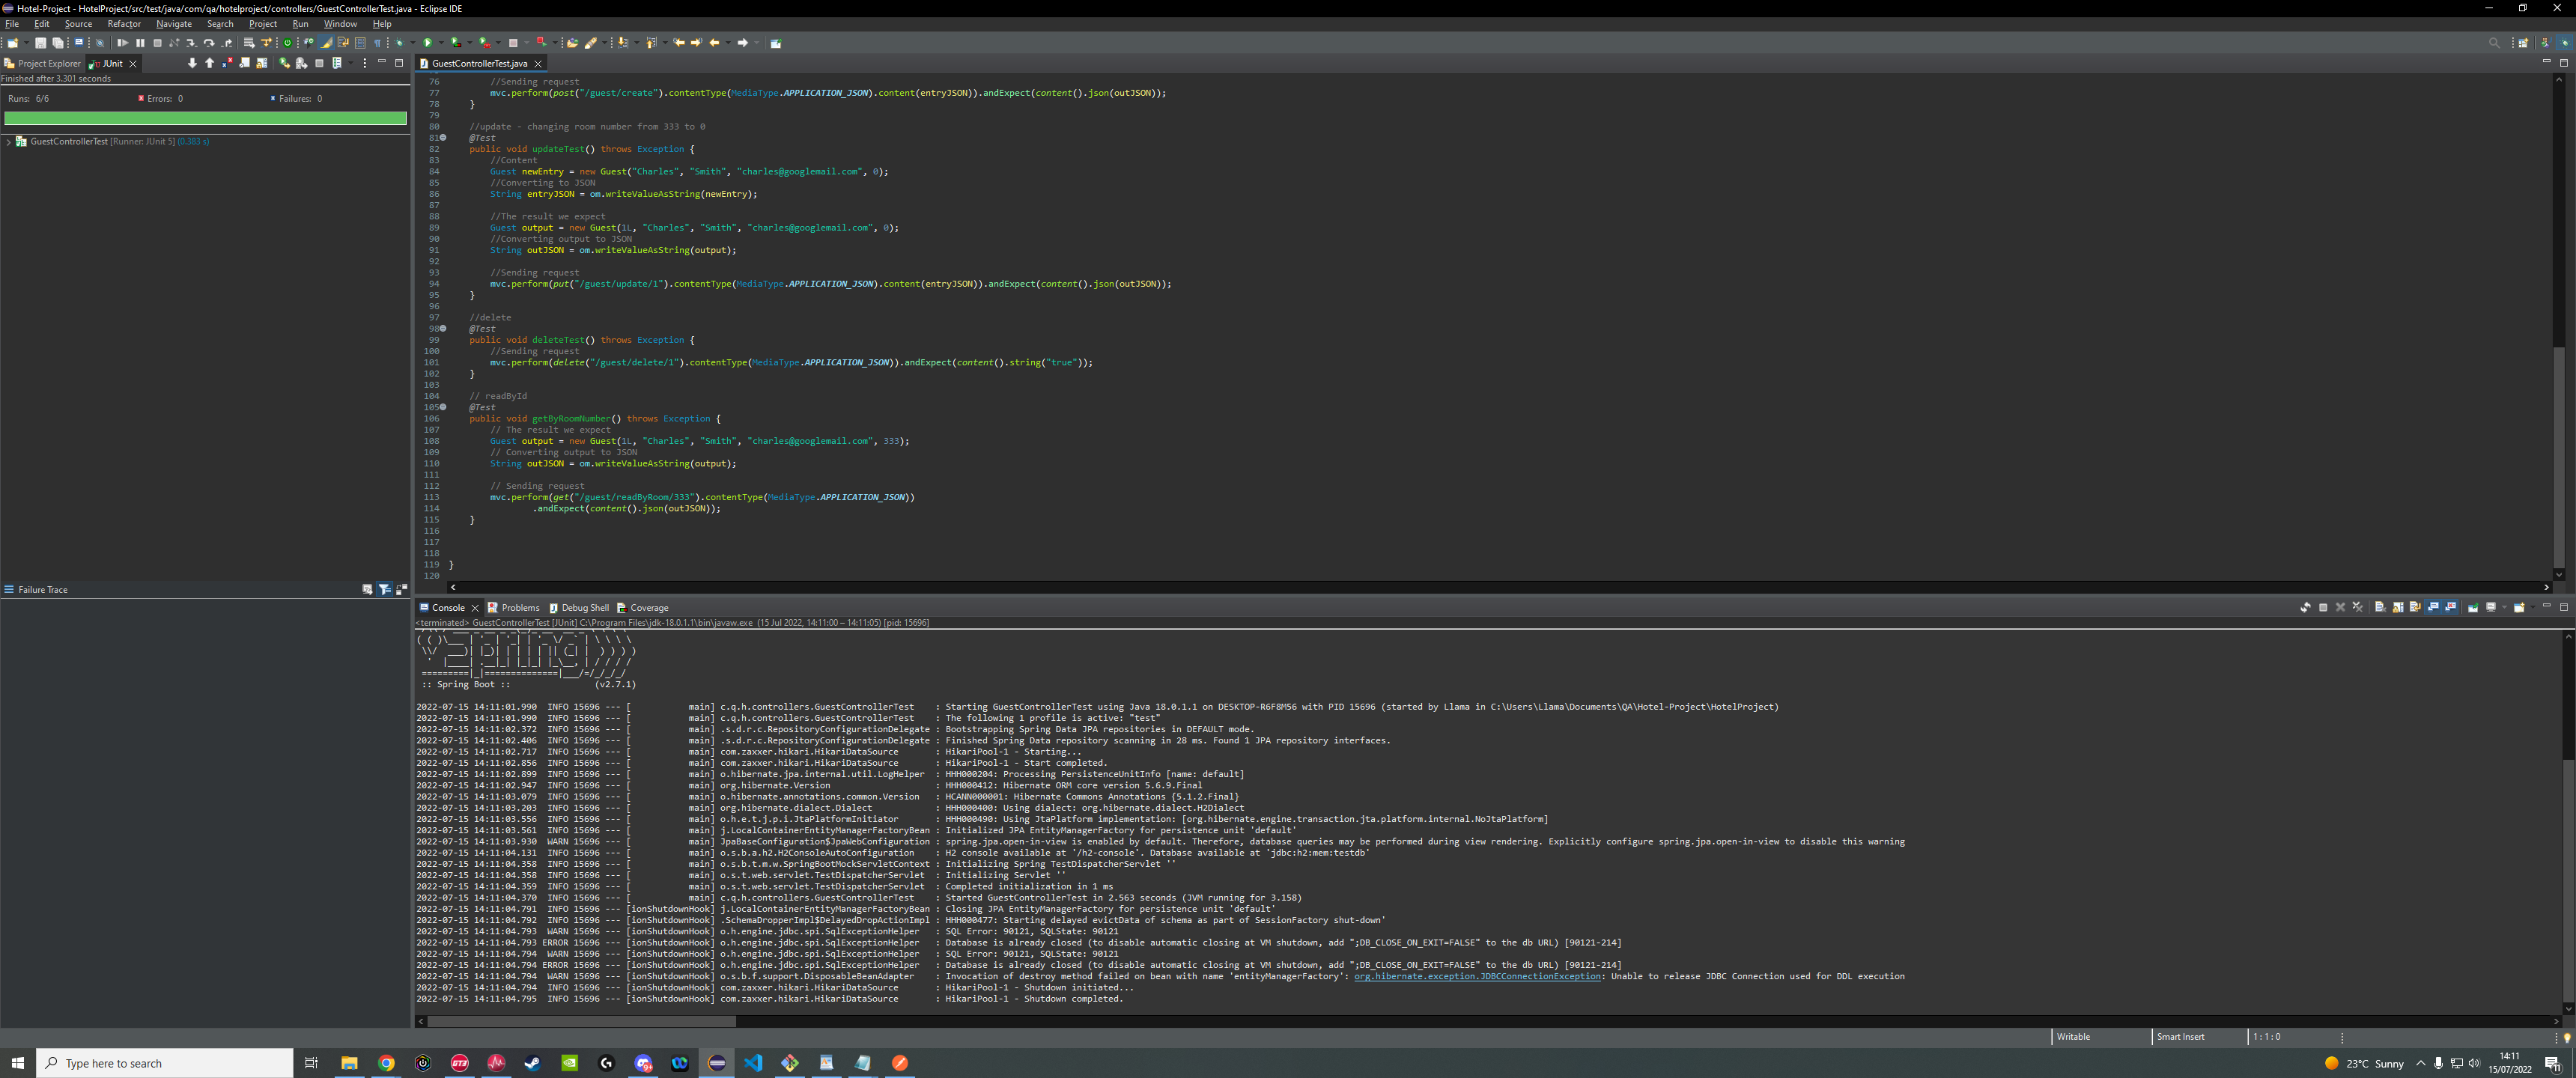 Hotel-Project - HotelProject/src/test/java/com/qa/hotelproject/controllers/GuestControllerTest.java - Eclipse IDE
File Edit Source Refactor Navigate Search Project Run Window Help
Project Explorer JUnit
Finished after 3.301 seconds
Runs: 6/6 Errors: 0 Failures: 0
GuestControllerTest [Runner: JUnit 5] (0.383 s)
Failure Trace
GuestControllerTest.java
76 //Sending request
77 mvc.perform(post("/guest/create").contentType(MediaType.APPLICATION_JSON).content(entryJSON)).andExpect(content().json(outJSON));
78 }
79
80 //update - changing room number from 333 to 0
81 @Test
82 public void updateTest() throws Exception {
83 //Content
84 Guest newEntry = new Guest("Charles", "Smith", "charles@googlemail.com", 0);
85 //Converting to JSON
86 String entryJSON = om.writeValueAsString(newEntry);
87
88 //The result we expect
89 Guest output = new Guest(1L, "Charles", "Smith", "charles@googlemail.com", 0);
90 //Converting output to JSON
91 String outJSON = om.writeValueAsString(output);
92
93 //Sending request
94 mvc.perform(put("/guest/update/1").contentType(MediaType.APPLICATION_JSON).content(entryJSON)).andExpect(content().json(outJSON));
95 }
96
97 //delete
98 @Test
99 public void deleteTest() throws Exception {
100 //Sending request
101 mvc.perform(delete("/guest/delete/1").contentType(MediaType.APPLICATION_JSON)).andExpect(content().string("true"));
102 }
103
104 // readById
105 @Test
106 public void getByRoomNumber() throws Exception {
107 // The result we expect
108 Guest output = new Guest(1L, "Charles", "Smith", "charles@googlemail.com", 333);
109 // Converting output to JSON
110 String outJSON = om.writeValueAsString(output);
111
112 // Sending request
113 mvc.perform(get("/guest/readByRoom/333").contentType(MediaType.APPLICATION_JSON))
114 .andExpect(content().json(outJSON));
115 }
116
117
118
119 }
120
Console Problems Debug Shell Coverage
<terminated> GuestControllerTest [JUnit] C:\Program Files\jdk-18.0.1.1\bin\javaw.exe (15 Jul 2022, 14:11:00 – 14:11:05) [pid: 15696]
( ( )\___ | '_ | '_| | '_ \/ _` | \ \ \ \
\\/ ___)| |_)| | | | | || (_| | ) ) ) )
' |____| .__|_| |_|_| |_\__, | / / / /
=========|_|==============|___/=/_/_/_/
:: Spring Boot :: (v2.7.1)
2022-07-15 14:11:01.990 INFO 15696 --- [ main] c.q.h.controllers.GuestControllerTest : Starting GuestControllerTest using Java 18.0.1.1 on DESKTOP-R6F8M56 with PID 15696 (started by Llama in C:\Users\Llama\Documents\QA\Hotel-Project\HotelProject)
2022-07-15 14:11:01.990 INFO 15696 --- [ main] c.q.h.controllers.GuestControllerTest : The following 1 profile is active: "test"
2022-07-15 14:11:02.372 INFO 15696 --- [ main] .s.d.r.c.RepositoryConfigurationDelegate : Bootstrapping Spring Data JPA repositories in DEFAULT mode.
2022-07-15 14:11:02.406 INFO 15696 --- [ main] .s.d.r.c.RepositoryConfigurationDelegate : Finished Spring Data repository scanning in 28 ms. Found 1 JPA repository interfaces.
2022-07-15 14:11:02.717 INFO 15696 --- [ main] com.zaxxer.hikari.HikariDataSource : HikariPool-1 - Starting...
2022-07-15 14:11:02.856 INFO 15696 --- [ main] com.zaxxer.hikari.HikariDataSource : HikariPool-1 - Start completed.
2022-07-15 14:11:02.899 INFO 15696 --- [ main] o.hibernate.jpa.internal.util.LogHelper : HHH000204: Processing PersistenceUnitInfo [name: default]
2022-07-15 14:11:02.947 INFO 15696 --- [ main] org.hibernate.Version : HHH000412: Hibernate ORM core version 5.6.9.Final
2022-07-15 14:11:03.079 INFO 15696 --- [ main] o.hibernate.annotations.common.Version : HCANN000001: Hibernate Commons Annotations {5.1.2.Final}
2022-07-15 14:11:03.203 INFO 15696 --- [ main] org.hibernate.dialect.Dialect : HHH000400: Using dialect: org.hibernate.dialect.H2Dialect
2022-07-15 14:11:03.556 INFO 15696 --- [ main] o.h.e.t.j.p.i.JtaPlatformInitiator : HHH000490: Using JtaPlatform implementation: [org.hibernate.engine.transaction.jta.platform.internal.NoJtaPlatform]
2022-07-15 14:11:03.561 INFO 15696 --- [ main] j.LocalContainerEntityManagerFactoryBean : Initialized JPA EntityManagerFactory for persistence unit 'default'
2022-07-15 14:11:03.930 WARN 15696 --- [ main] JpaBaseConfiguration$JpaWebConfiguration : spring.jpa.open-in-view is enabled by default. Therefore, database queries may be performed during view rendering. Explicitly configure spring.jpa.open-in-view to disable this warning
2022-07-15 14:11:04.131 INFO 15696 --- [ main] o.s.b.a.h2.H2ConsoleAutoConfiguration : H2 console available at '/h2-console'. Database available at 'jdbc:h2:mem:testdb'
2022-07-15 14:11:04.358 INFO 15696 --- [ main] o.s.b.t.m.w.SpringBootMockServletContext : Initializing Spring TestDispatcherServlet ''
2022-07-15 14:11:04.358 INFO 15696 --- [ main] o.s.t.web.servlet.TestDispatcherServlet : Initializing Servlet ''
2022-07-15 14:11:04.359 INFO 15696 --- [ main] o.s.t.web.servlet.TestDispatcherServlet : Completed initialization in 1 ms
2022-07-15 14:11:04.370 INFO 15696 --- [ main] c.q.h.controllers.GuestControllerTest : Started GuestControllerTest in 2.563 seconds (JVM running for 3.158)
2022-07-15 14:11:04.791 INFO 15696 --- [ionShutdownHook] j.LocalContainerEntityManagerFactoryBean : Closing JPA EntityManagerFactory for persistence unit 'default'
2022-07-15 14:11:04.792 INFO 15696 --- [ionShutdownHook] .SchemaDropperImpl$DelayedDropActionImpl : HHH000477: Starting delayed evictData of schema as part of SessionFactory shut-down'
2022-07-15 14:11:04.793 WARN 15696 --- [ionShutdownHook] o.h.engine.jdbc.spi.SqlExceptionHelper : SQL Error: 90121, SQLState: 90121
2022-07-15 14:11:04.793 ERROR 15696 --- [ionShutdownHook] o.h.engine.jdbc.spi.SqlExceptionHelper : Database is already closed (to disable automatic closing at VM shutdown, add ";DB_CLOSE_ON_EXIT=FALSE" to the db URL) [90121-214]
2022-07-15 14:11:04.794 WARN 15696 --- [ionShutdownHook] o.h.engine.jdbc.spi.SqlExceptionHelper : SQL Error: 90121, SQLState: 90121
2022-07-15 14:11:04.794 ERROR 15696 --- [ionShutdownHook] o.h.engine.jdbc.spi.SqlExceptionHelper : Database is already closed (to disable automatic closing at VM shutdown, add ";DB_CLOSE_ON_EXIT=FALSE" to the db URL) [90121-214]
2022-07-15 14:11:04.794 WARN 15696 --- [ionShutdownHook] o.s.b.f.support.DisposableBeanAdapter : Invocation of destroy method failed on bean with name 'entityManagerFactory': org.hibernate.exception.JDBCConnectionException: Unable to release JDBC Connection used for DDL execution
2022-07-15 14:11:04.794 INFO 15696 --- [ionShutdownHook] com.zaxxer.hikari.HikariDataSource : HikariPool-1 - Shutdown initiated...
2022-07-15 14:11:04.795 INFO 15696 --- [ionShutdownHook] com.zaxxer.hikari.HikariDataSource : HikariPool-1 - Shutdown completed.
Writable Smart Insert 1 : 1 : 0
Type here to search
23°C Sunny
14:11
15/07/2022